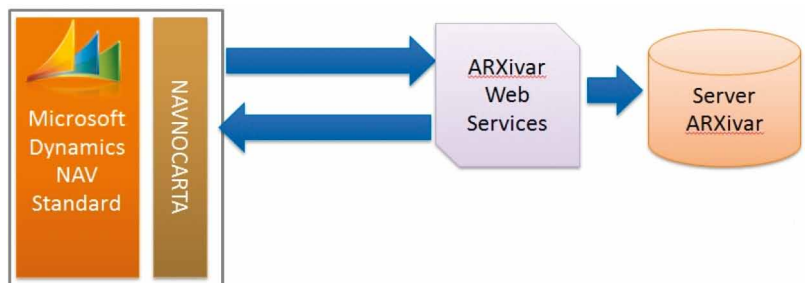 Microsoft
Dynamics
NAV
Standard
NAVNOCARTA
ARXivar
Web
Services
Server
ARXivar